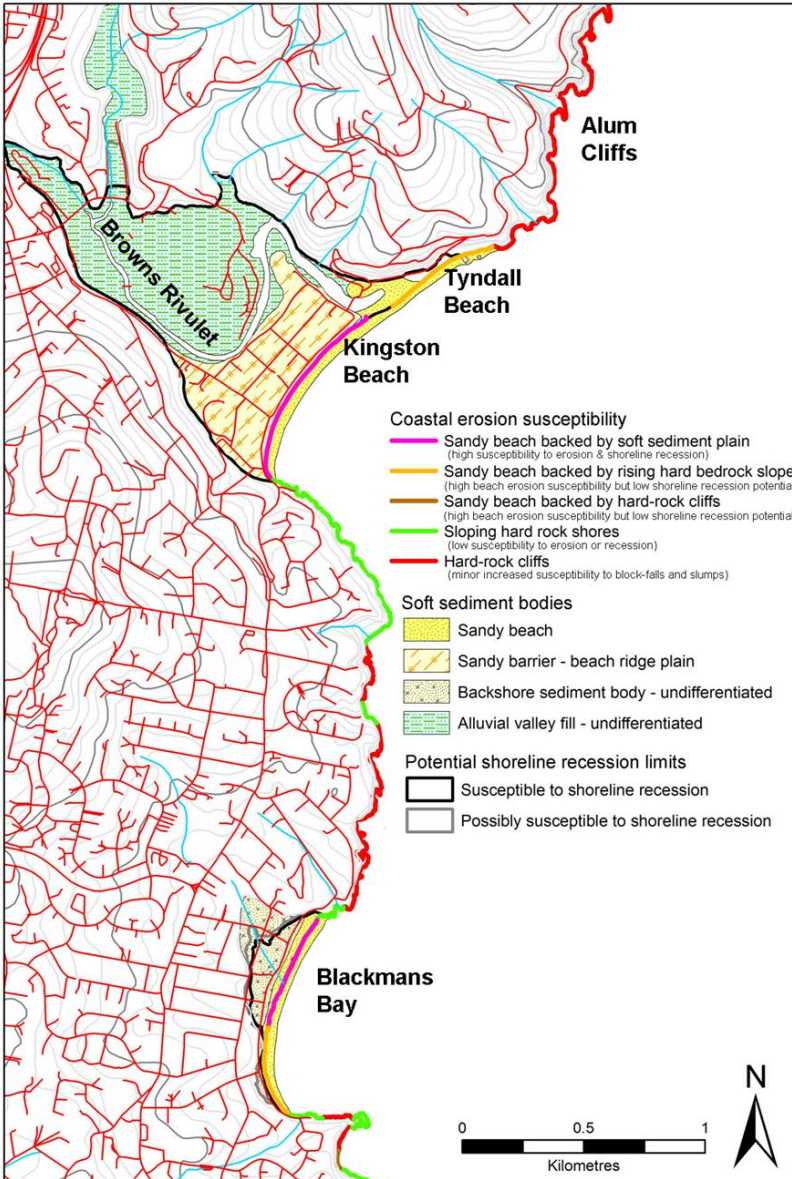 Alum
Cliffs
Browns Rivulet
Tyndall
Beach
Kingston
Beach
Coastal erosion susceptibility
Sandy beach backed by soft sediment plain
(high susceptibility to erosion & shoreline recession)
Sandy beach backed by rising hard bedrock slope
(high beach erosion susceptibility but low shoreline recession potential
Sandy beach backed by hard-rock cliffs
(high beach erosion susceptibility but low shoreline recession potential
Sloping hard rock shores
(low susceptibility to erosion or recession)
Hard-rock cliffs
(minor increased susceptibility to block-falls and slumps)
Soft sediment bodies
Sandy beach
Sandy barrier - beach ridge plain
Backshore sediment body - undifferentiated
Alluvial valley fill - undifferentiated
Potential shoreline recession limits
Susceptible to shoreline recession
Possibly susceptible to shoreline recession
Blackmans
Bay
N
0 0.5 1
Kilometres